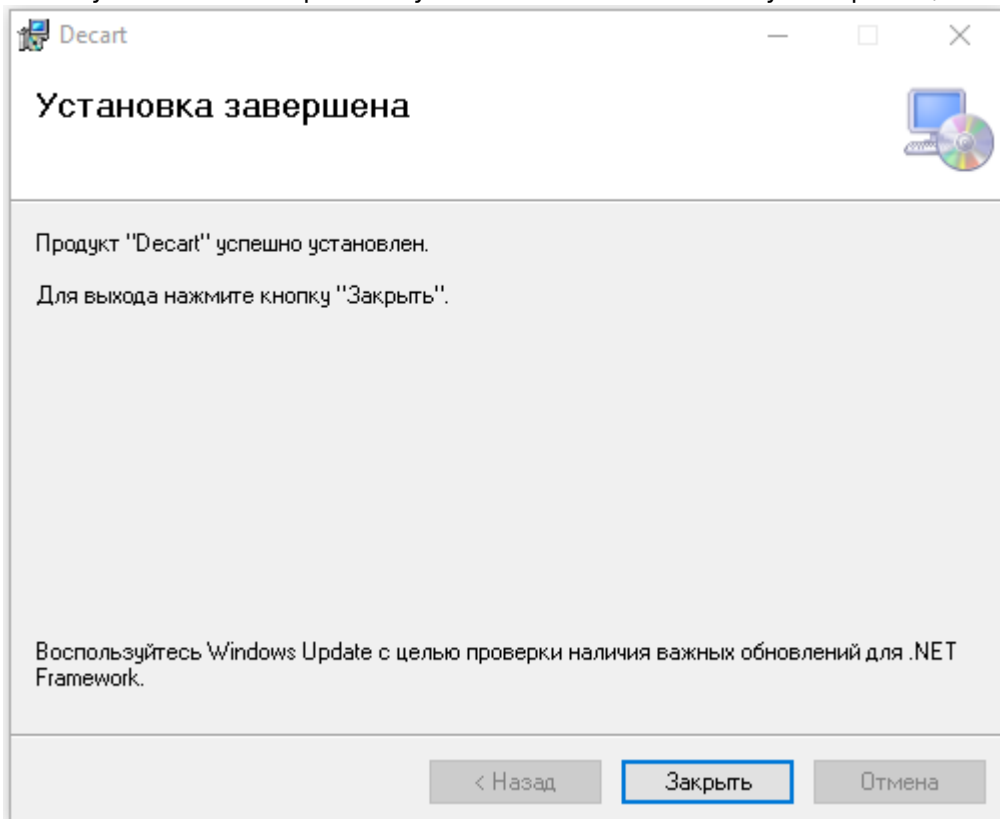 Decart
Установка завершена
Продукт "Decart" успешно установлен.
Для выхода нажмите кнопку "Закрыть".
Воспользуйтесь Windows Update с целью проверки наличия важных обновлений для .NET
Framework.
< Назад
Закрыть
Отмена